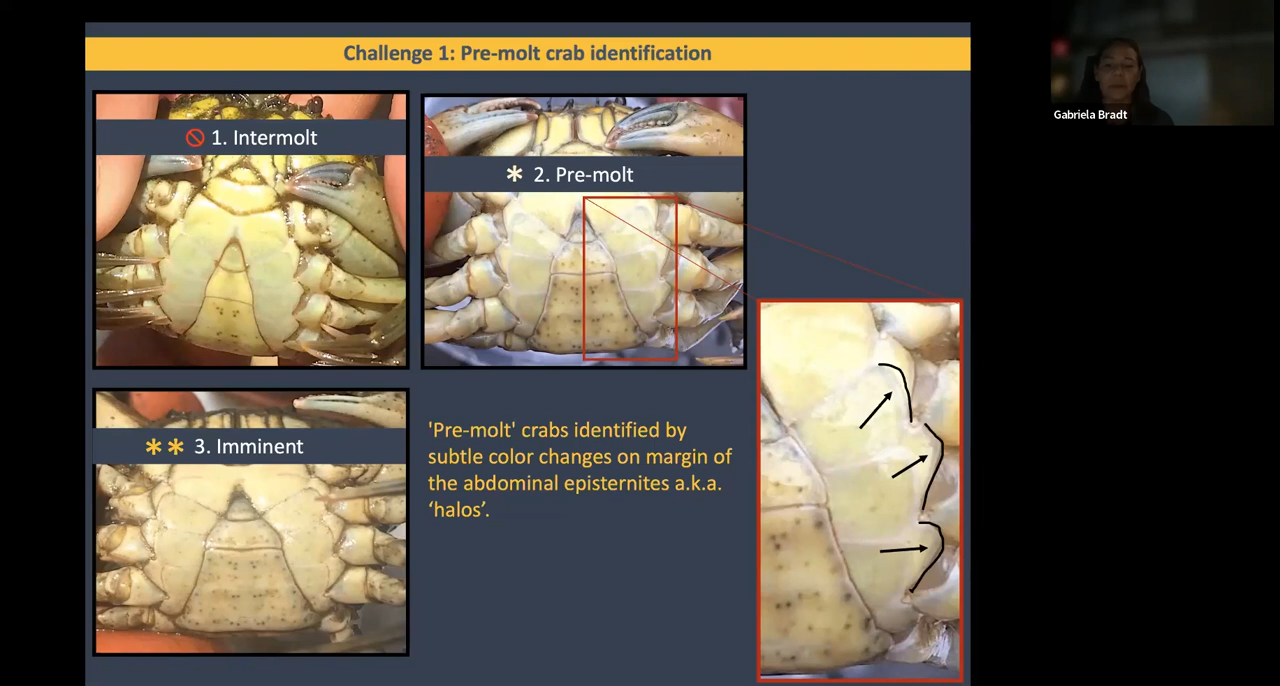 Challenge 1: Pre-molt crab identification
1. Intermolt
* 2. Pre-molt
** 3. Imminent
'Pre-molt' crabs identified by
subtle color changes on margin of
the abdominal episternites a.k.a.
‘halos’.
Gabriela Bradt